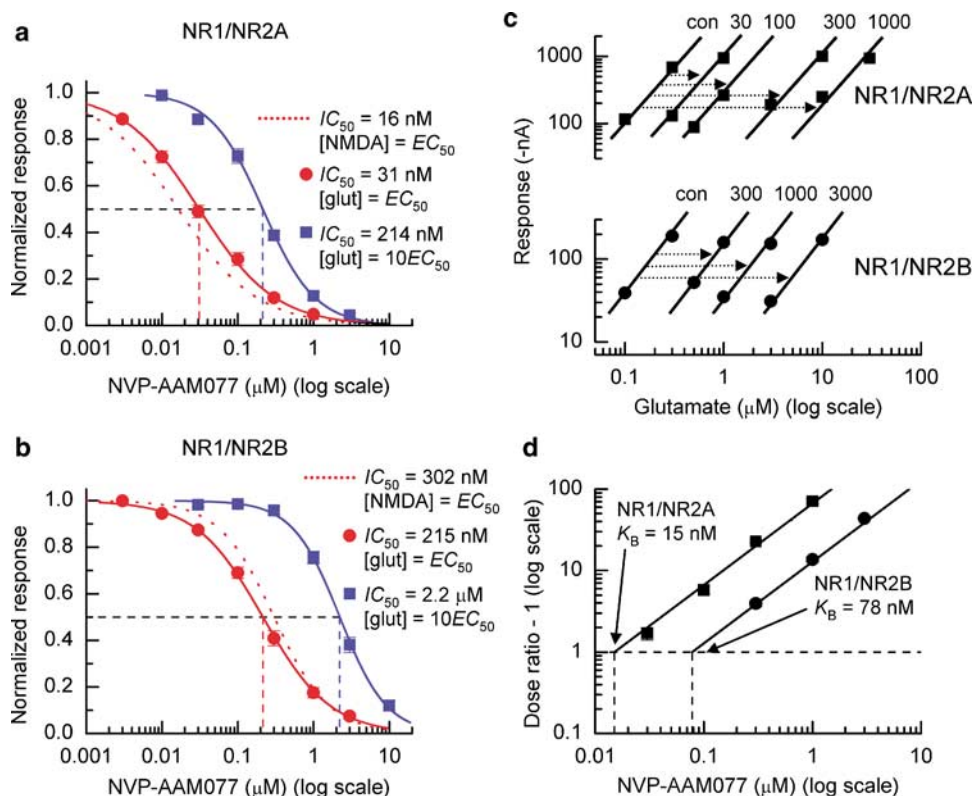 a
NR1/NR2A
Normalized response
1.0
0.8
0.6
0.4
0.2
0.0
IC50 = 16 nM
[NMDA] = EC50
IC50 = 31 nM
[glut] = EC50
IC50 = 214 nM
[glut] = 10EC50
0.001 0.01 0.1 1 10
NVP-AAM077 (μM) (log scale)
b
NR1/NR2B
Normalized response
1.0
0.8
0.6
0.4
0.2
0.0
IC50 = 302 nM
[NMDA] = EC50
IC50 = 215 nM
[glut] = EC50
IC50 = 2.2 μM
[glut] = 10EC50
0.001 0.01 0.1 1 10
NVP-AAM077 (μM) (log scale)
c
con 30 100 300 1000
1000
100
NR1/NR2A
Response (-nA)
con 300 1000 3000
100
10
NR1/NR2B
0.1 1 10 100
Glutamate (μM) (log scale)
d
Dose ratio - 1 (log scale)
100
10
1
0.1
NR1/NR2A
KB = 15 nM
NR1/NR2B
KB = 78 nM
0.01 0.1 1 10
NVP-AAM077 (μM) (log scale)